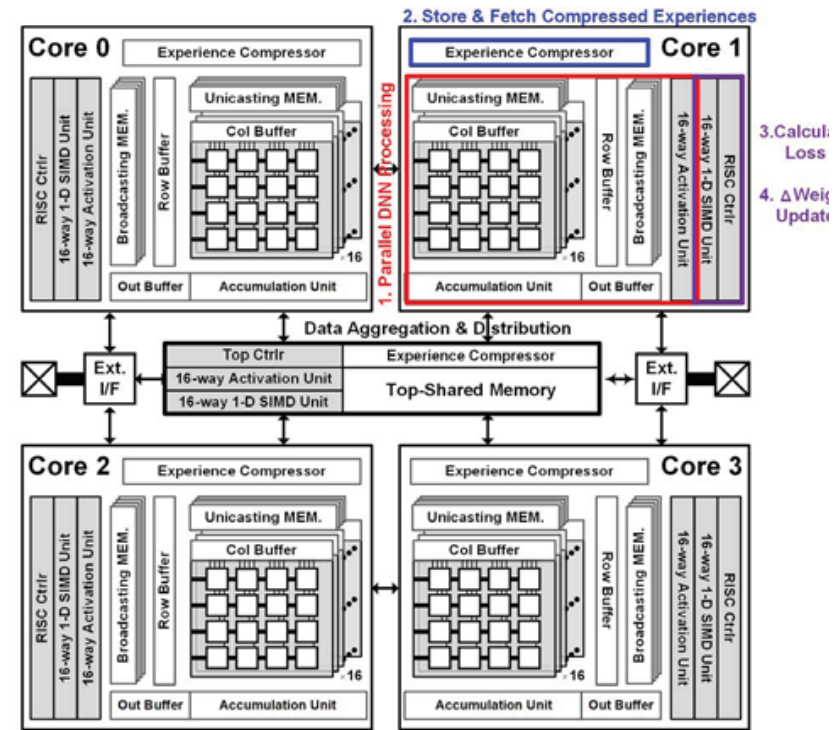 2. Store & Fetch Compressed Experiences
Core 0
Experience Compressor
RISC Ctrlr
16-way 1-D SIMD Unit
16-way Activation Unit
Broadcasting MEM.
Row Buffer
Unicasting MEM.
Col Buffer
×16
Out Buffer
Accumulation Unit
1. Parallel DNN Processing
Experience Compressor
Core 1
Unicasting MEM.
Col Buffer
×16
Row Buffer
Broadcasting MEM.
16-way Activation Unit
16-way 1-D SIMD Unit
RISC Ctrlr
Accumulation Unit
Out Buffer
3.Calcula
Loss
4. ΔWeig
Update
Data Aggregation & Distribution
Ext.
I/F
Top Ctrlr
16-way Activation Unit
16-way 1-D SIMD Unit
Experience Compressor
Top-Shared Memory
Ext.
I/F
Core 2
Experience Compressor
RISC Ctrlr
16-way 1-D SIMD Unit
16-way Activation Unit
Broadcasting MEM.
Row Buffer
Unicasting MEM.
Col Buffer
×16
Out Buffer
Accumulation Unit
Experience Compressor
Core 3
Unicasting MEM.
Col Buffer
×16
Row Buffer
Broadcasting MEM.
16-way Activation Unit
16-way 1-D SIMD Unit
RISC Ctrlr
Accumulation Unit
Out Buffer